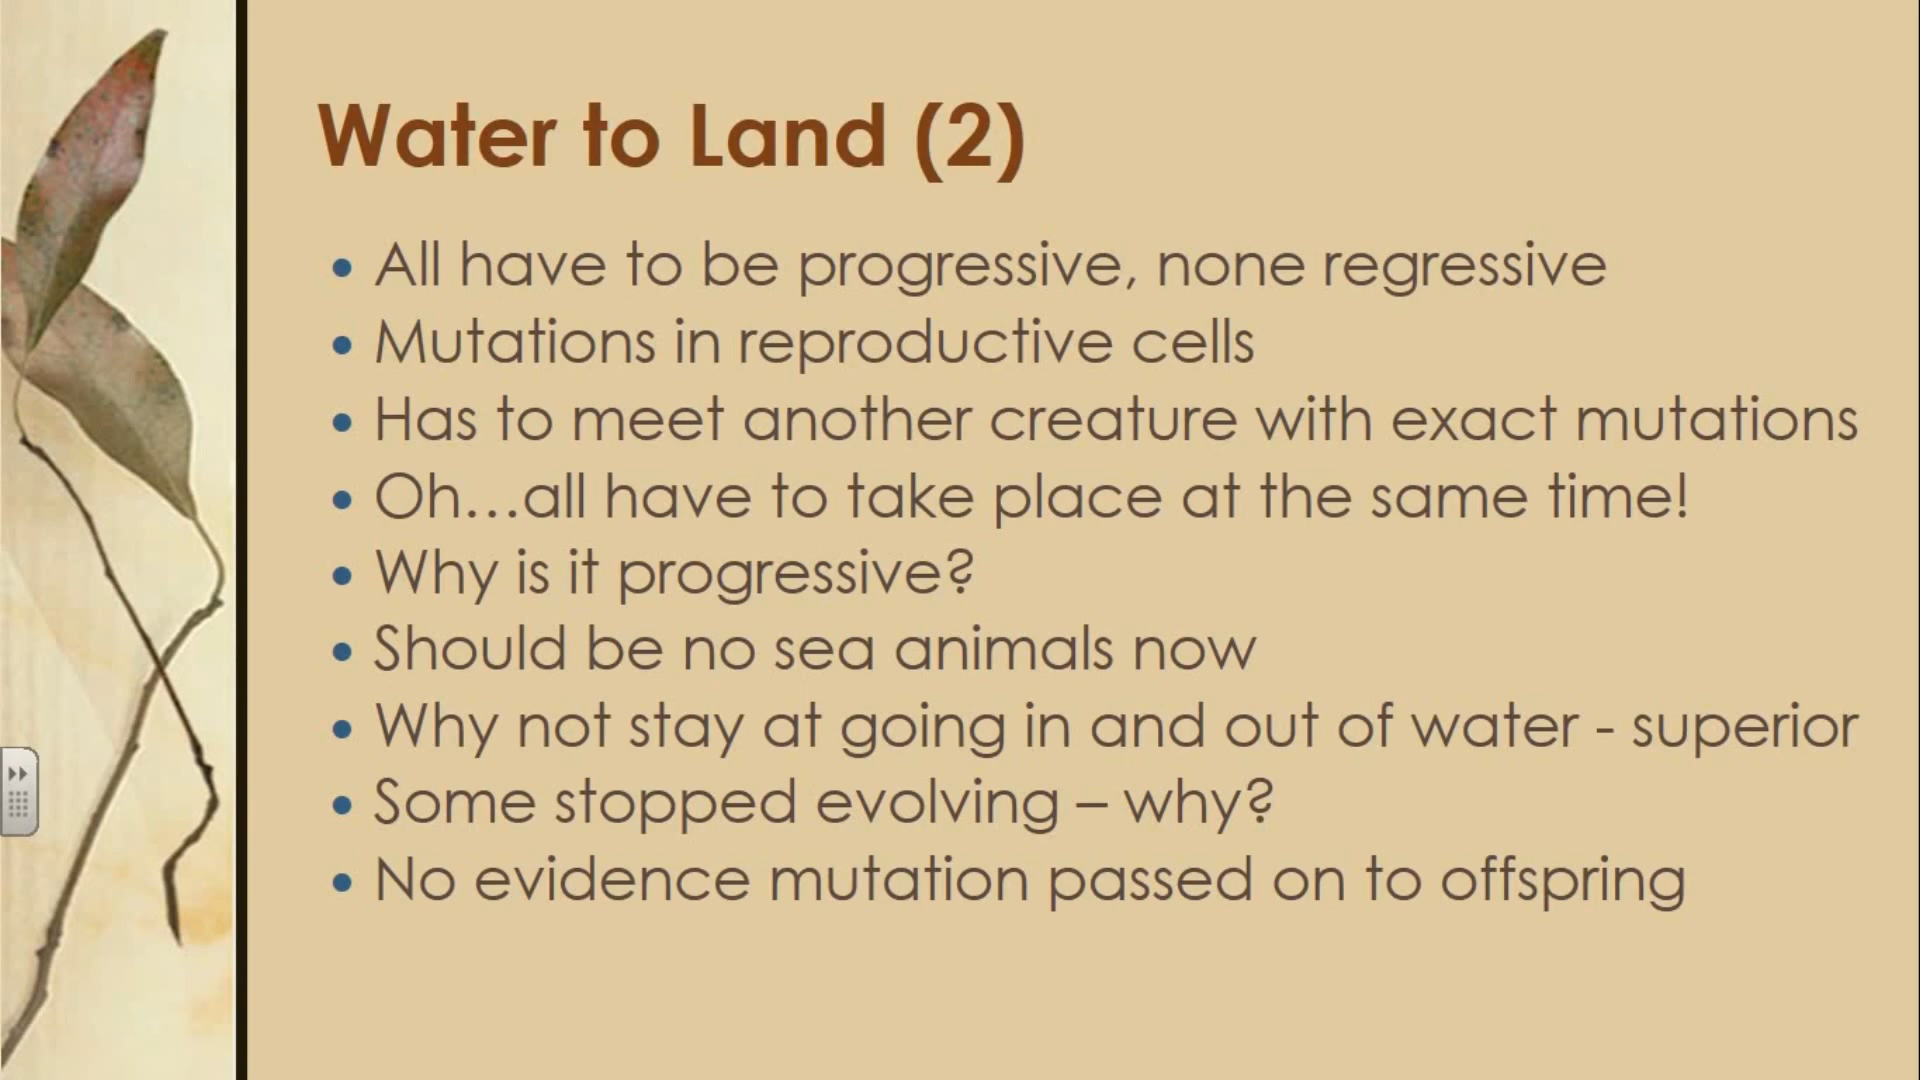 Water to Land (2)
• All have to be progressive, none regressive
• Mutations in reproductive cells
• Has to meet another creature with exact mutations
• Oh…all have to take place at the same time!
• Why is it progressive?
• Should be no sea animals now
• Why not stay at going in and out of water - superior
• Some stopped evolving – why?
• No evidence mutation passed on to offspring